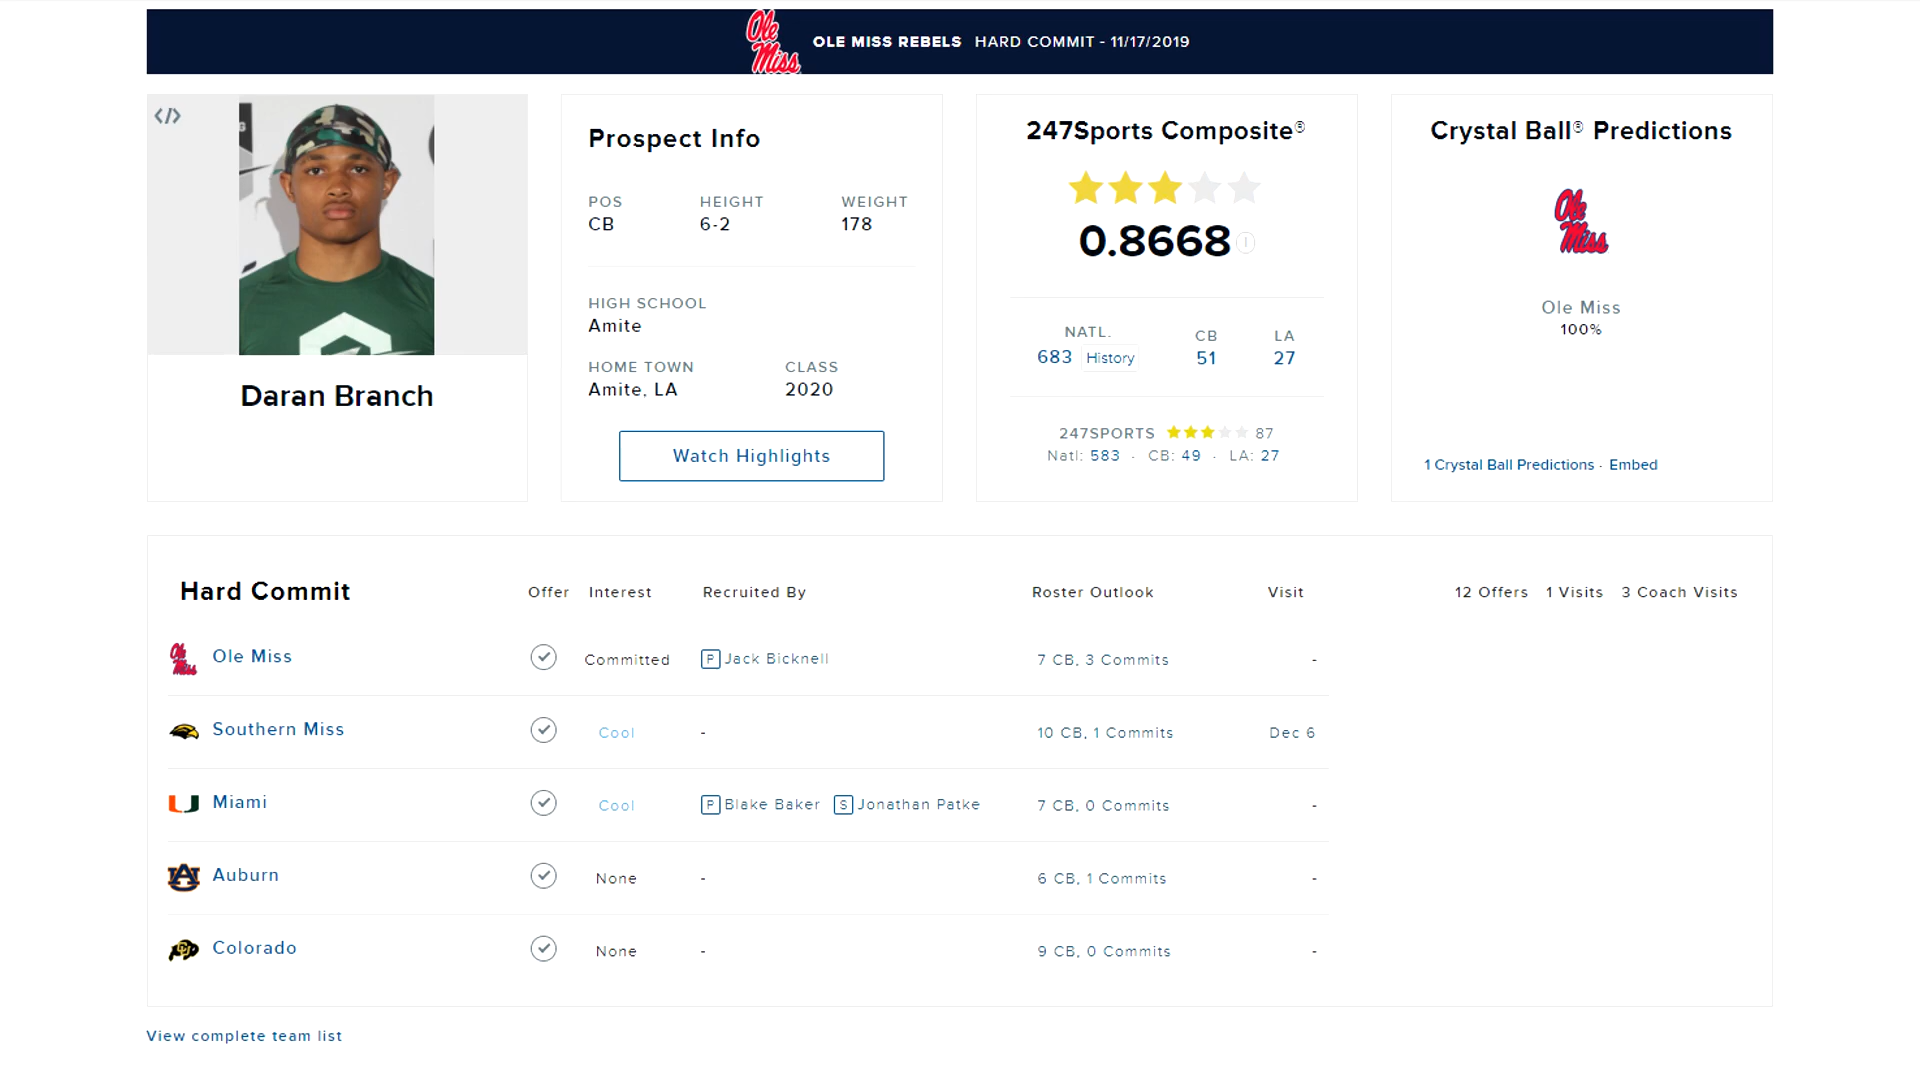 Ole Miss OLE MISS REBELS HARD COMMIT - 11/17/2019
</>
Daran Branch
Prospect Info
POS HEIGHT WEIGHT
CB 6-2 178
HIGH SCHOOL
Amite
HOME TOWN CLASS
Amite, LA 2020
Watch Highlights
247Sports Composite®
0.8668
NATL. CB LA
683 History 51 27
247SPORTS 87
Natl: 583 · CB: 49 · LA: 27
Crystal Ball® Predictions
Ole Miss
Ole Miss
100%
1 Crystal Ball Predictions · Embed
Hard Commit Offer Interest Recruited By Roster Outlook Visit 12 Offers 1 Visits 3 Coach Visits
Ole Miss Ole Miss Committed P Jack Bicknell 7 CB, 3 Commits -
Southern Miss Cool - 10 CB, 1 Commits Dec 6
Miami Cool P Blake Baker S Jonathan Patke 7 CB, 0 Commits -
Auburn None - 6 CB, 1 Commits -
Colorado None - 9 CB, 0 Commits -
View complete team list